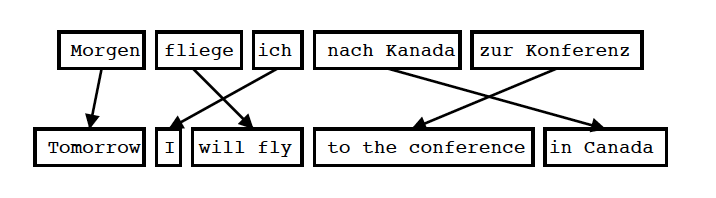 Morgen fliege ich nach Kanada zur Konferenz
Tomorrow I will fly to the conference in Canada